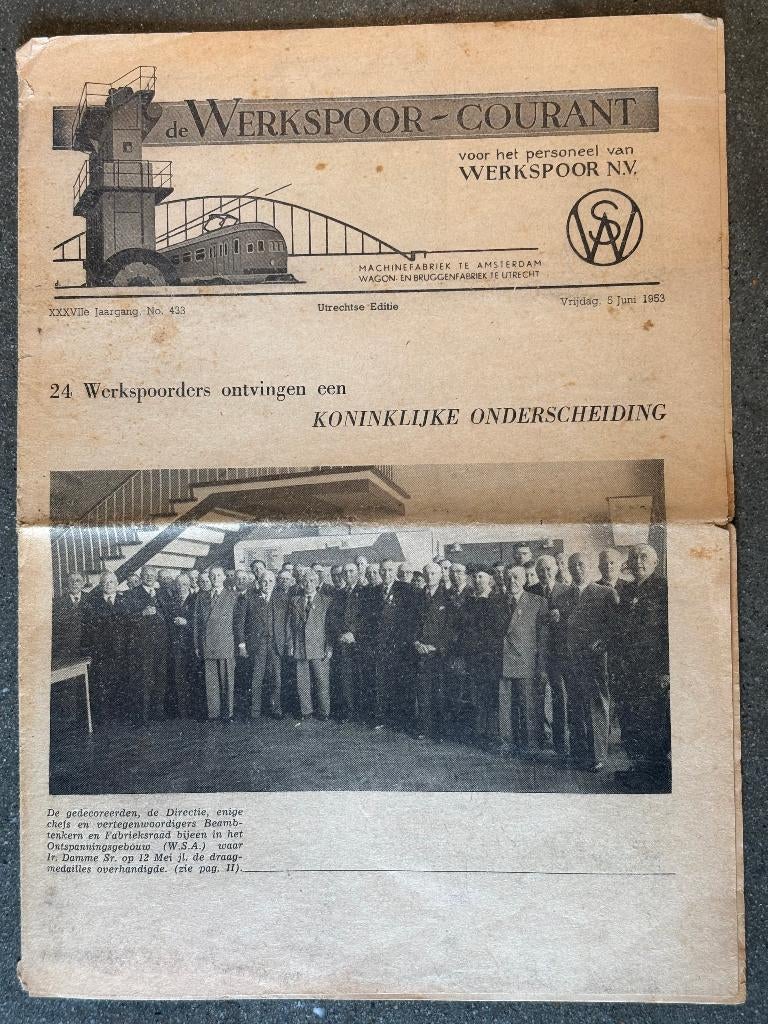 de WERKSPOOR-COURANT
voor het personeel van
WERKSPOOR N.V.
WSA
MACHINEFABRIEK TE AMSTERDAM
WAGON- EN BRUGGENFABRIEK TE UTRECHT
XXXVIIe Jaargang, No. 433 Utrechtse Editie Vrijdag, 5 Juni 1953
24 Werkspoorders ontvingen een
KONINKLIJKE ONDERSCHEIDING
De gedecoreerden, de Directie, enige
chefs en vertegenwoordigers Beamb-
tenkern en Fabrieksraad bijeen in het
Ontspanningsgebouw (W.S.A.) waar
Ir. Damme Sr. op 12 Mei jl. de draag-
medailles overhandigde. (zie pag. II).